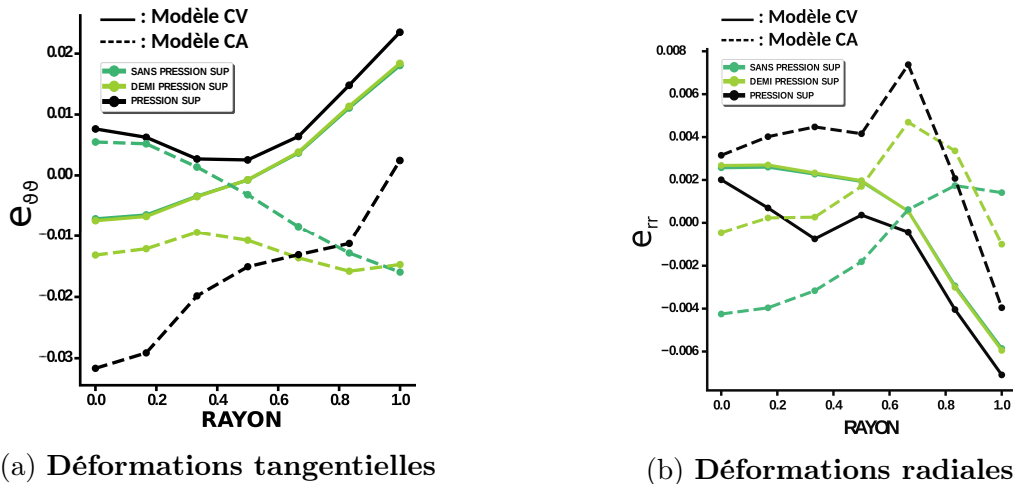 : Modèle CV
: Modèle CA
SANS PRESSION SUP
DEMI PRESSION SUP
PRESSION SUP
0.02
0.01
0.00
−0.01
−0.02
−0.03
eϑϑ
0.0 0.2 0.4 0.6 0.8 1.0
RAYON
(a) Déformations tangentielles
: Modèle CV
: Modèle CA
SANS PRESSION SUP
DEMI PRESSION SUP
PRESSION SUP
0.008
0.006
0.004
0.002
0.000
−0.002
−0.004
−0.006
err
0.0 0.2 0.4 0.6 0.8 1.0
RAYON
(b) Déformations radiales